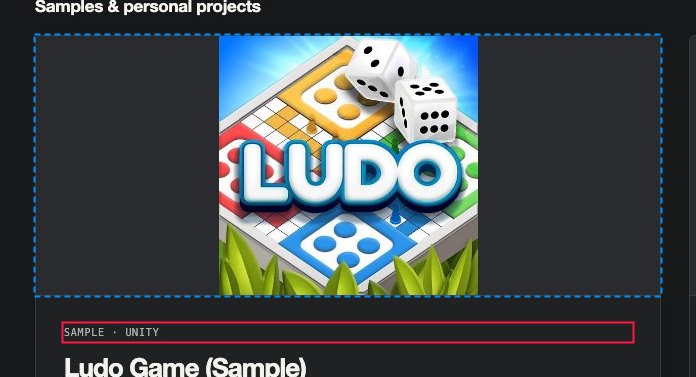 Samples & personal projects
LUDO
SAMPLE · UNITY
Ludo Game (Sample)